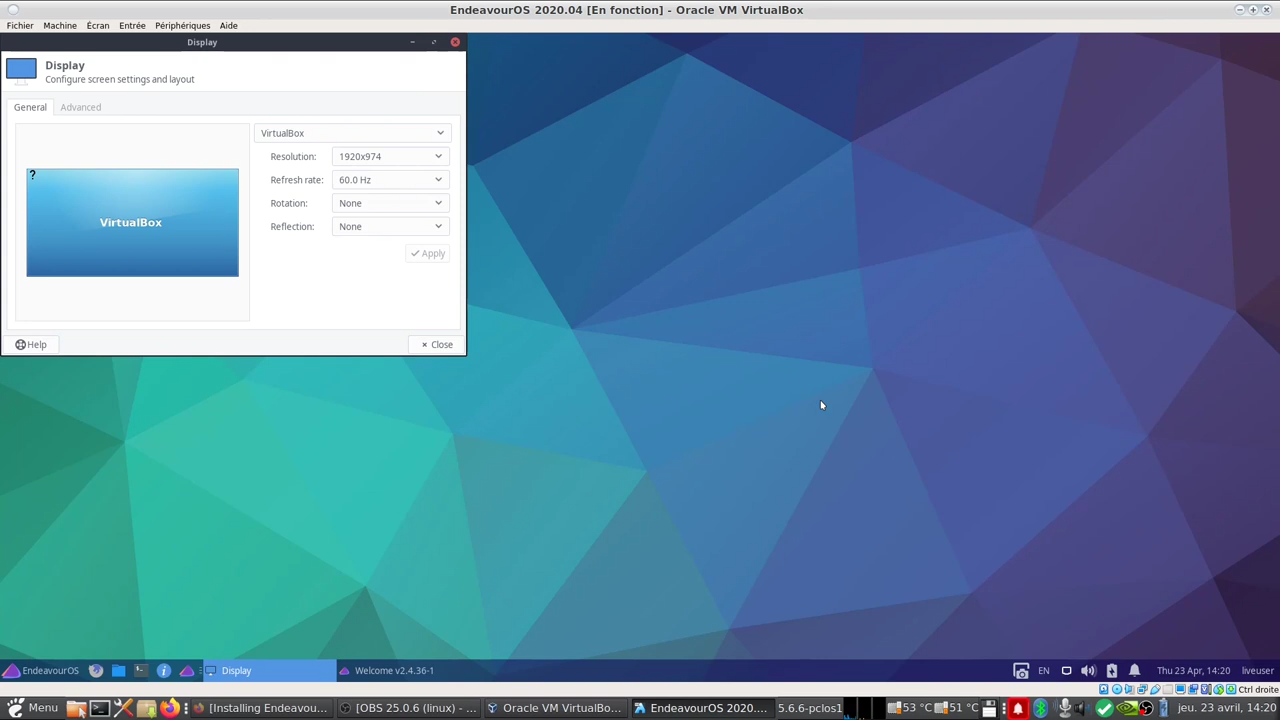 EndeavourOS 2020.04 [En fonction] - Oracle VM VirtualBox
Fichier Machine Écran Entrée Périphériques Aide
Display
Display
Configure screen settings and layout
General Advanced
VirtualBox
Resolution: 1920x974
Refresh rate: 60.0 Hz
Rotation: None
Reflection: None
Apply
?
VirtualBox
Help Close
EndeavourOS Display Welcome v2.4.36-1 EN Thu 23 Apr, 14:20 liveuser
Ctrl droite
Menu [Installing Endeavou... [OBS 25.0.6 (linux) - ... Oracle VM VirtualBo... EndeavourOS 2020.... 5.6.6-pclos1 53 °C 51 °C jeu. 23 avril, 14:20